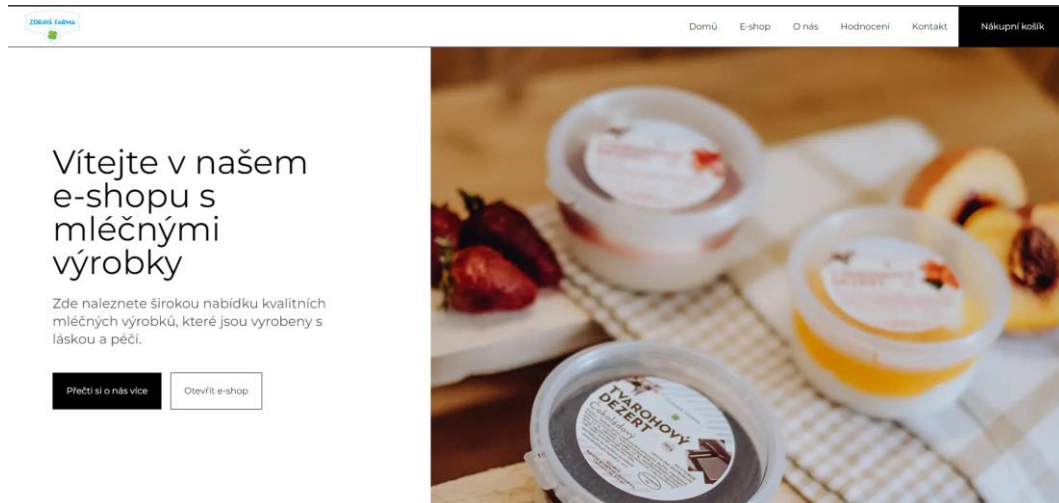 ZDRAVÁ FARMA
Domů
E-shop
O nás
Hodnocení
Kontakt
Nákupní košík
Vítejte v našem
e-shopu s
mléčnými
výrobky
Zde naleznete širokou nabídku kvalitních
mléčných výrobků, které jsou vyrobeny s
láskou a péčí.
Přečti si o nás více
Otevřít e-shop
TVAROHOVÝ
DEZERT
Čokoládový